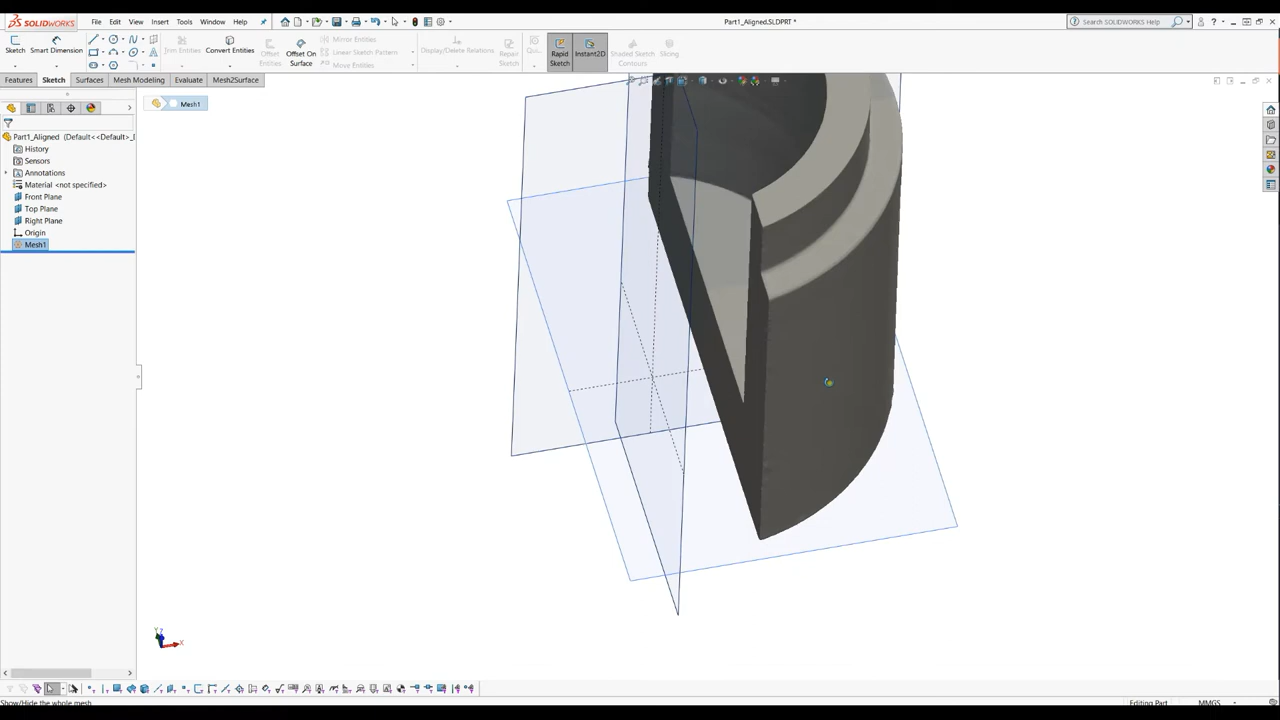 SOLIDWORKS File Edit View Insert Tools Window Help Part1_Aligned.SLDPRT * Search SOLIDWORKS Help
Sketch
Smart Dimension
Trim Entities
Convert Entities
Offset Entities
Offset On Surface
Mirror Entities
Linear Sketch Pattern
Move Entities
Display/Delete Relations
Repair Sketch
Rapid Sketch
Instant2D
Shaded Sketch Contours
Slicing
Features Sketch Surfaces Mesh Modeling Evaluate Mesh2Surface
Mesh1
Part1_Aligned (Default<<Default>_
History
Sensors
Annotations
Material <not specified>
Front Plane
Top Plane
Right Plane
Origin
Mesh1
Y Z X
Show/Hide the whole mesh Editing Part MMGS